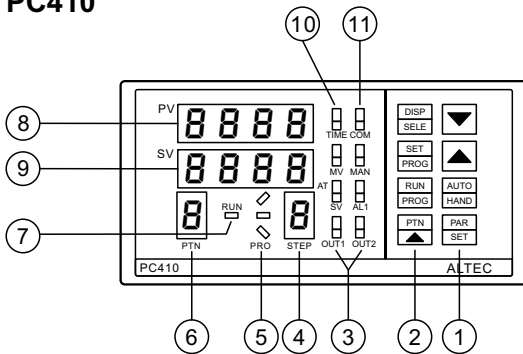 PC410
10 11
PV 8888 TIME COM DISP SELE
8
SV 8888 MV MAN SET PROG
9
AT SV AL1 RUN PROG AUTO HAND
8 RUN 8
7
PTN PRO STEP OUT1 OUT2 PTN PAR SET
PC410 ALTEC
6 5 4 3 2 1